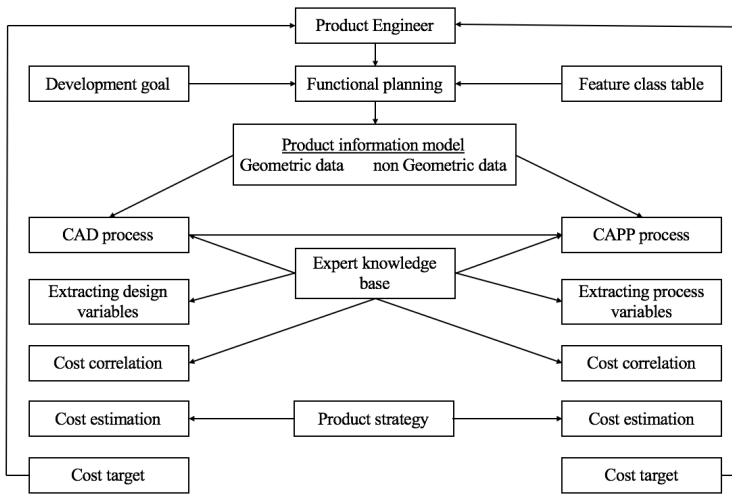 Product Engineer
Development goal
Functional planning
Feature class table
Product information model
Geometric data non Geometric data
CAD process
CAPP process
Expert knowledge
base
Extracting design
variables
Extracting process
variables
Cost correlation
Cost correlation
Cost estimation
Product strategy
Cost estimation
Cost target
Cost target